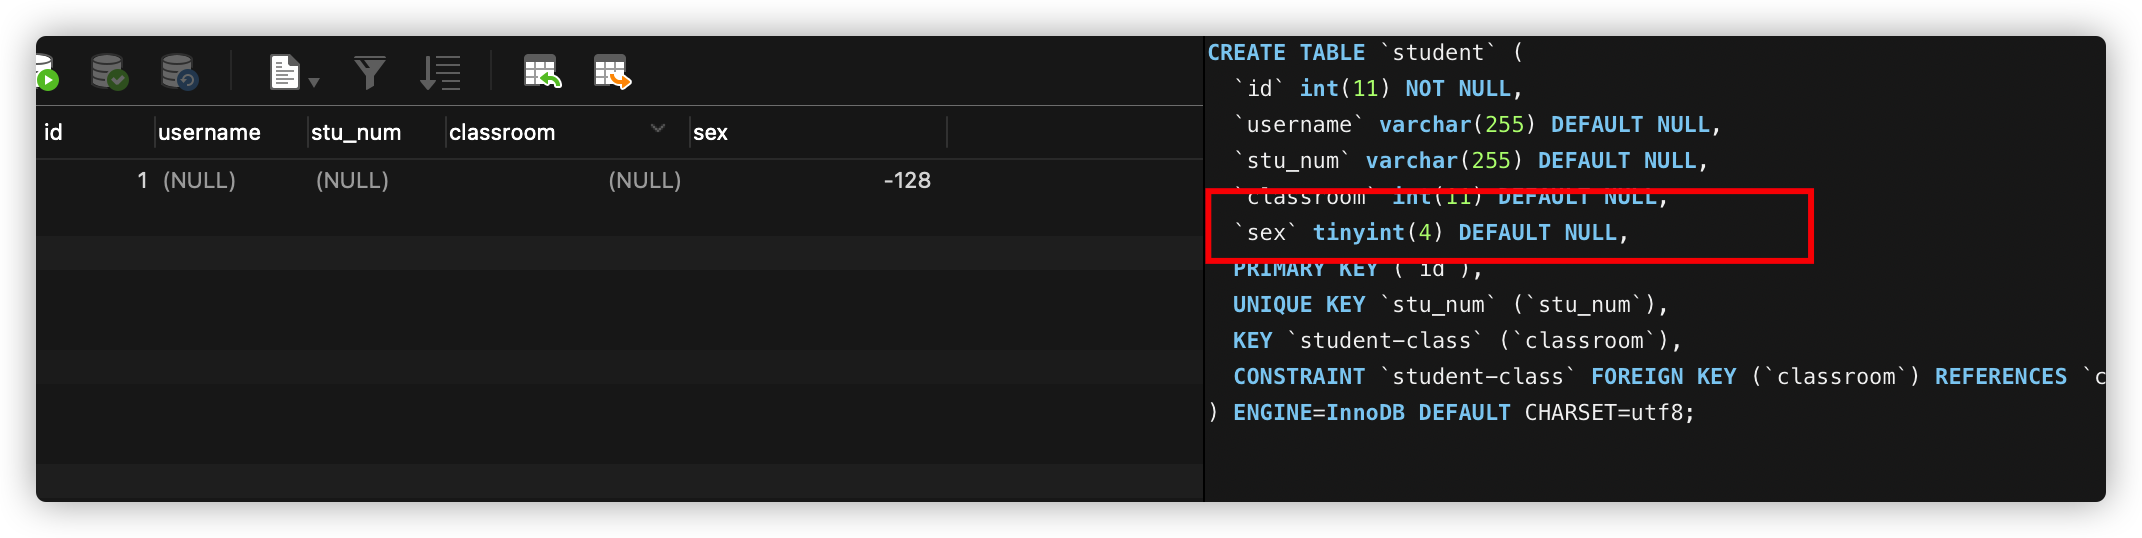 id username stu_num classroom sex
1 (NULL) (NULL) (NULL) -128
CREATE TABLE `student` (
`id` int(11) NOT NULL,
`username` varchar(255) DEFAULT NULL,
`stu_num` varchar(255) DEFAULT NULL,
`classroom` int(11) DEFAULT NULL,
`sex` tinyint(4) DEFAULT NULL,
PRIMARY KEY (`id`),
UNIQUE KEY `stu_num` (`stu_num`),
KEY `student-class` (`classroom`),
CONSTRAINT `student-class` FOREIGN KEY (`classroom`) REFERENCES `c
) ENGINE=InnoDB DEFAULT CHARSET=utf8;